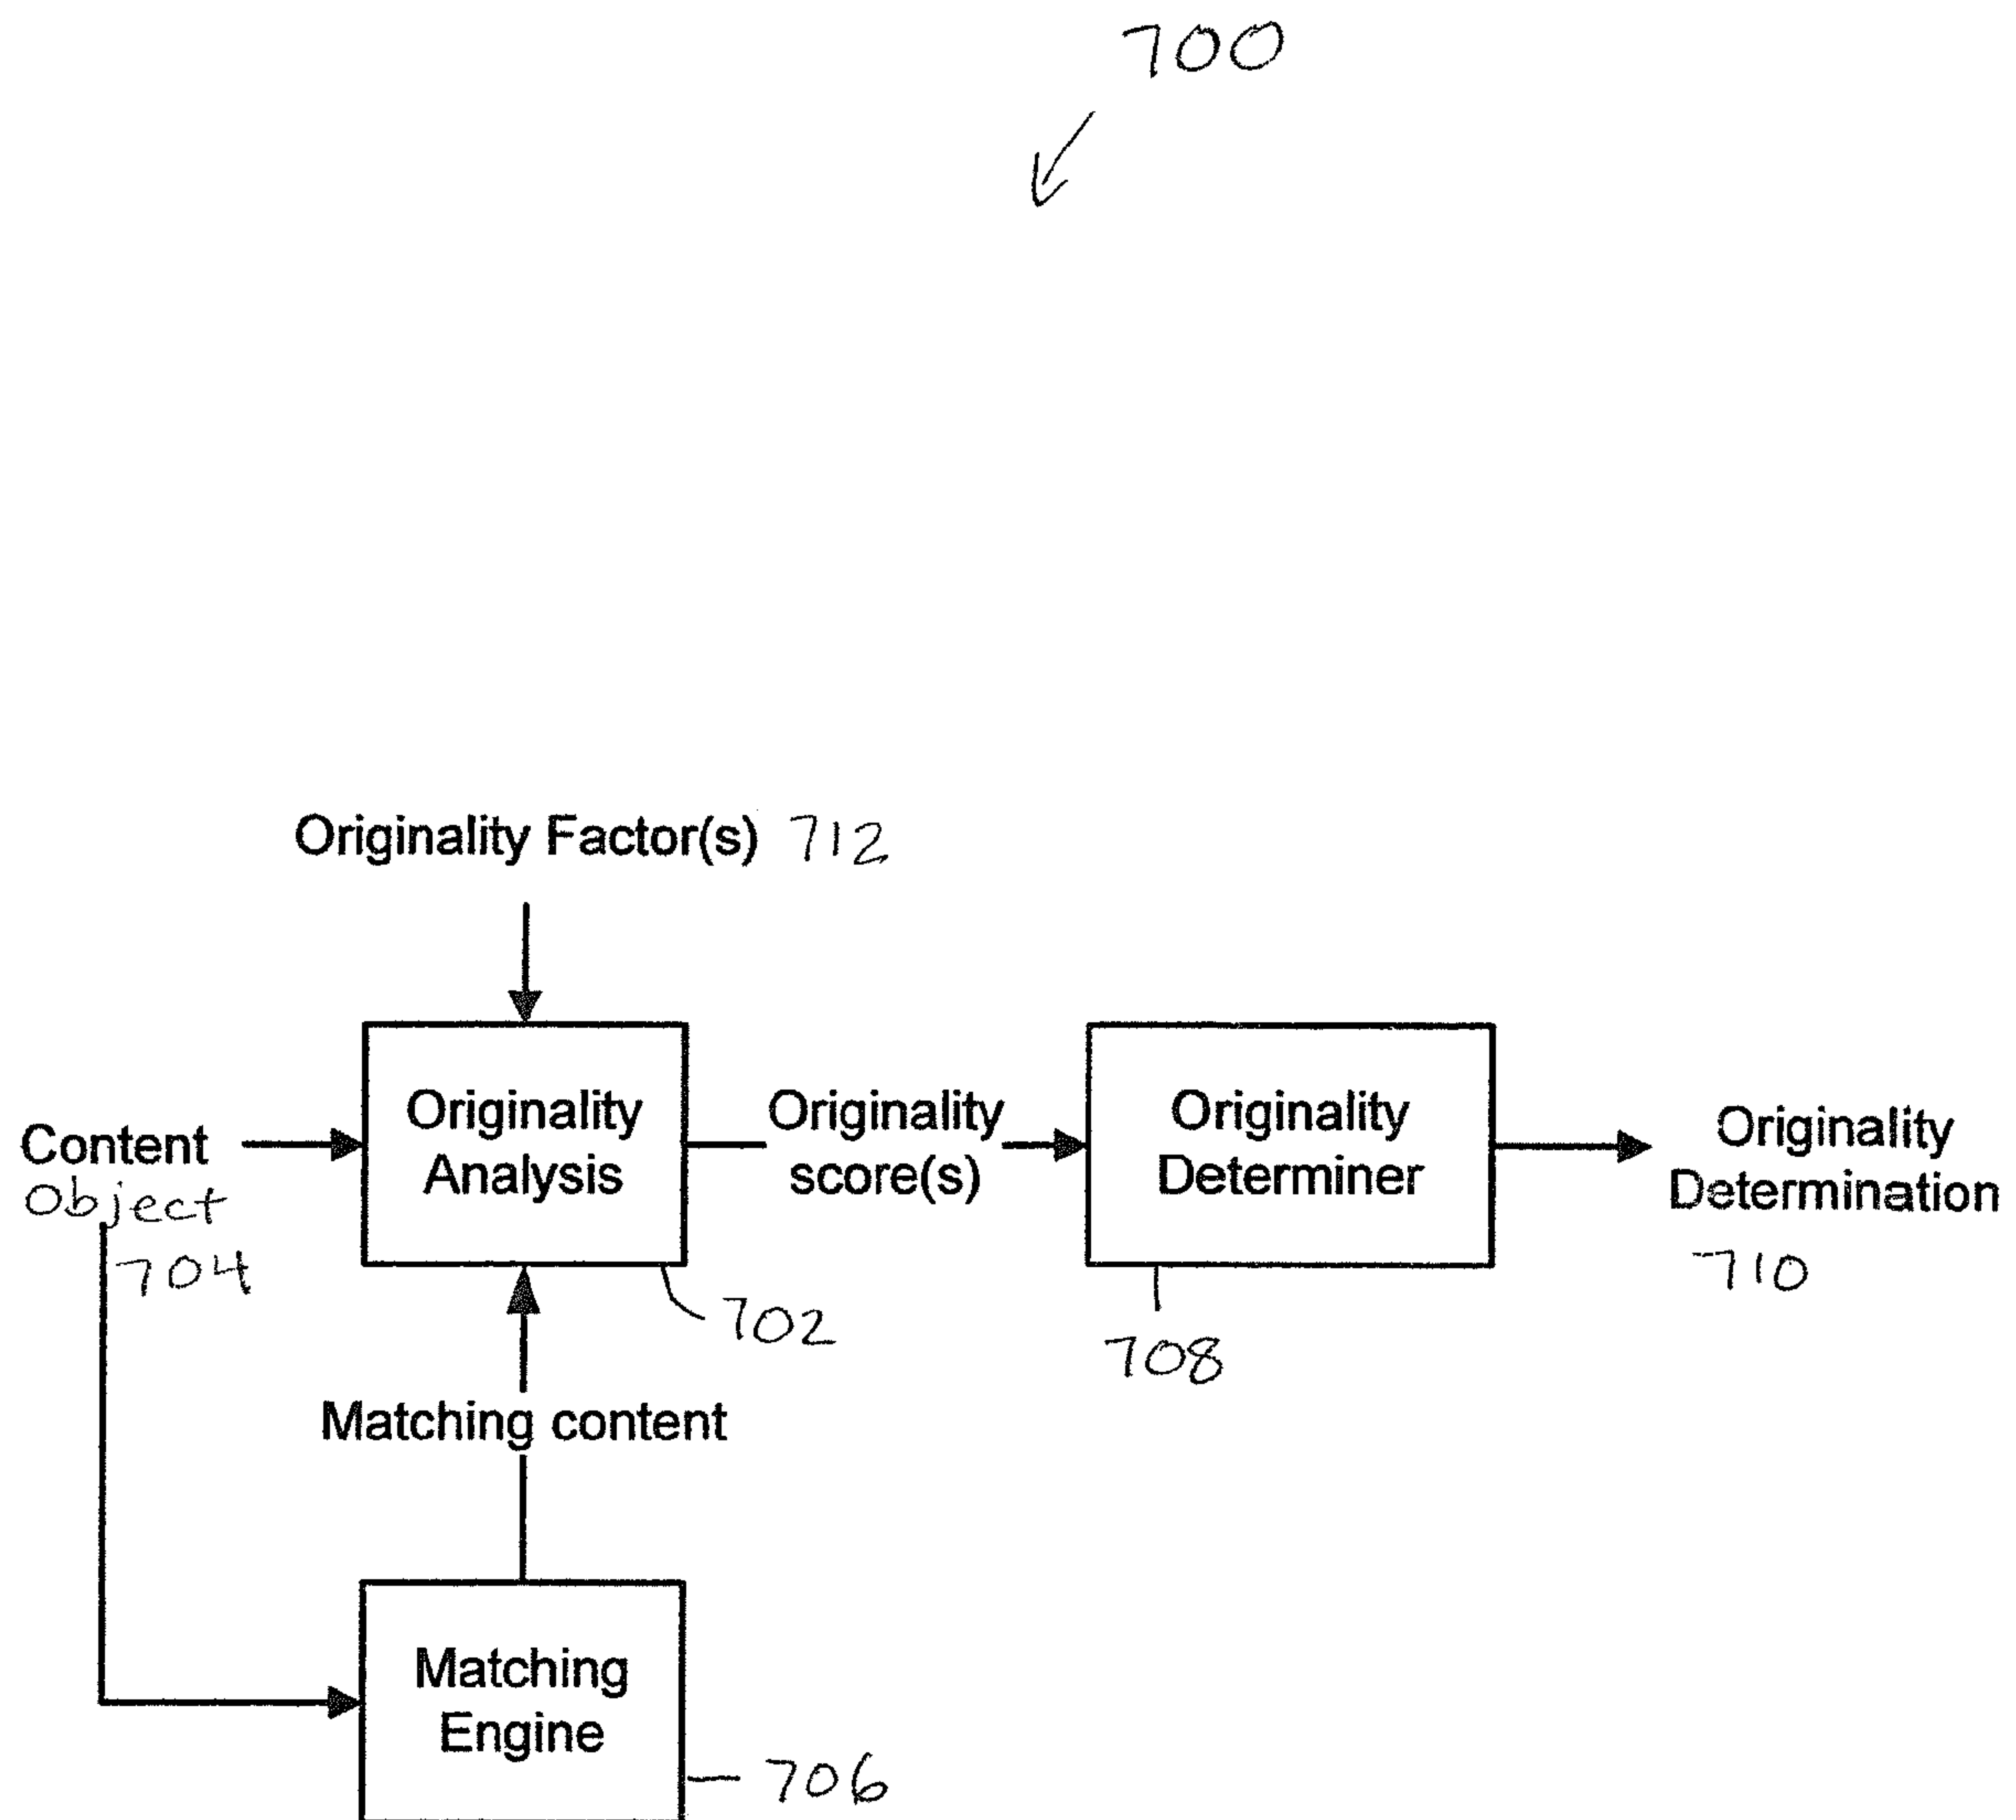 700
Originality Factor(s) 712
Originality
Analysis
Originality
score(s)
Originality
Determiner
Originality
Determination
710
Content
Object
704
702
708
Matching content
Matching
Engine
706